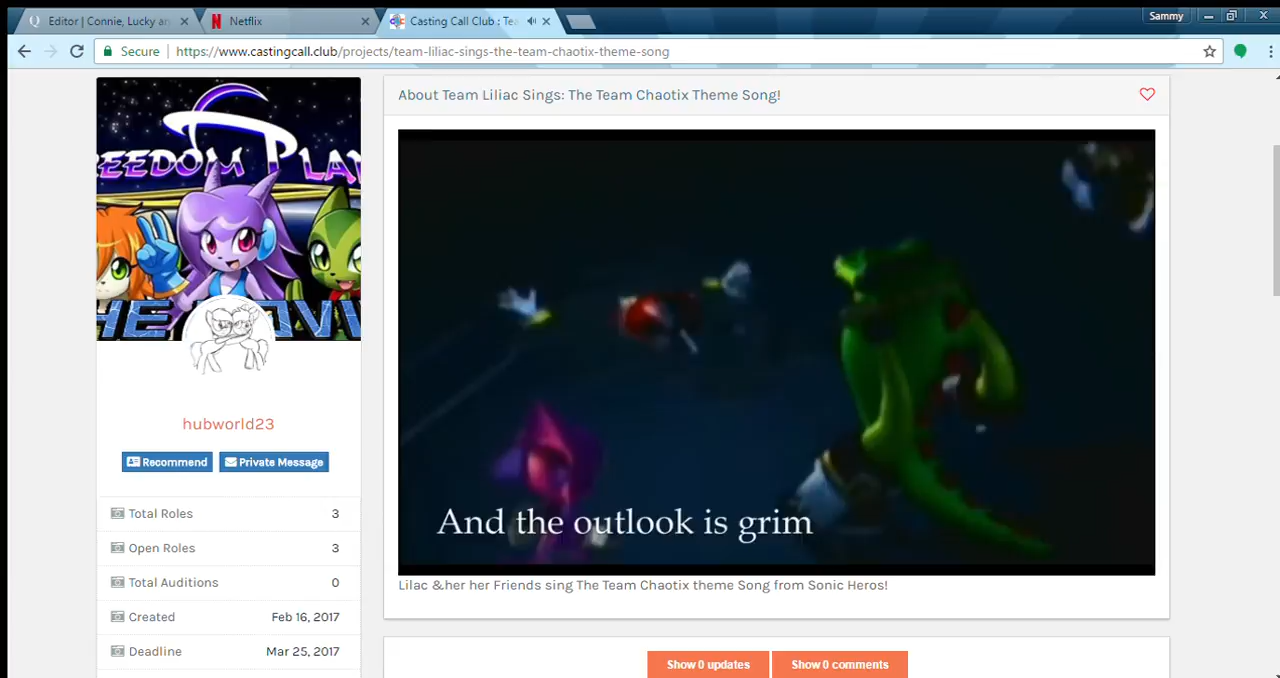 Editor | Connie, Lucky an
Netflix
Casting Call Club : Tea
Sammy
Secure
https://www.castingcall.club/projects/team-liliac-sings-the-team-chaotix-theme-song
REEDOM PLAN
HE MOVI
hubworld23
Recommend
Private Message
Total Roles 3
Open Roles 3
Total Auditions 0
Created Feb 16, 2017
Deadline Mar 25, 2017
About Team Liliac Sings: The Team Chaotix Theme Song!
And the outlook is grim
Lilac &her her Friends sing The Team Chaotix theme Song from Sonic Heros!
Show 0 updates
Show 0 comments